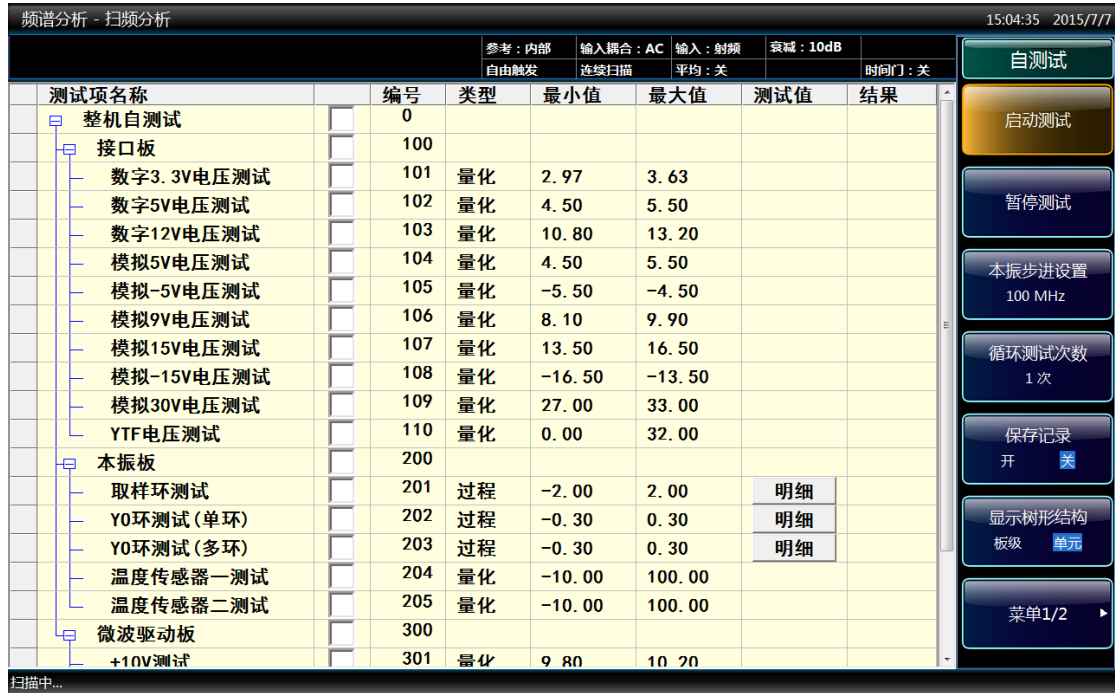 频谱分析 - 扫频分析 15:04:35 2015/7/7
参考：内部 输入耦合：AC 输入：射频 衰减：10dB
自由触发 连续扫描 平均：关 时间门：关
自测试
测试项名称 编号 类型 最小值 最大值 测试值 结果
整机自测试 0
接口板 100
数字3.3V电压测试 101 量化 2.97 3.63
数字5V电压测试 102 量化 4.50 5.50
数字12V电压测试 103 量化 10.80 13.20
模拟5V电压测试 104 量化 4.50 5.50
模拟-5V电压测试 105 量化 -5.50 -4.50
模拟9V电压测试 106 量化 8.10 9.90
模拟15V电压测试 107 量化 13.50 16.50
模拟-15V电压测试 108 量化 -16.50 -13.50
模拟30V电压测试 109 量化 27.00 33.00
YTF电压测试 110 量化 0.00 32.00
本振板 200
取样环测试 201 过程 -2.00 2.00 明细
YO环测试(单环) 202 过程 -0.30 0.30 明细
YO环测试(多环) 203 过程 -0.30 0.30 明细
温度传感器一测试 204 量化 -10.00 100.00
温度传感器二测试 205 量化 -10.00 100.00
微波驱动板 300
+10V测试 301 量化 9.80 10.20
启动测试
暂停测试
本振步进设置
100 MHz
循环测试次数
1 次
保存记录
开 关
显示树形结构
板级 单元
菜单1/2
扫描中...